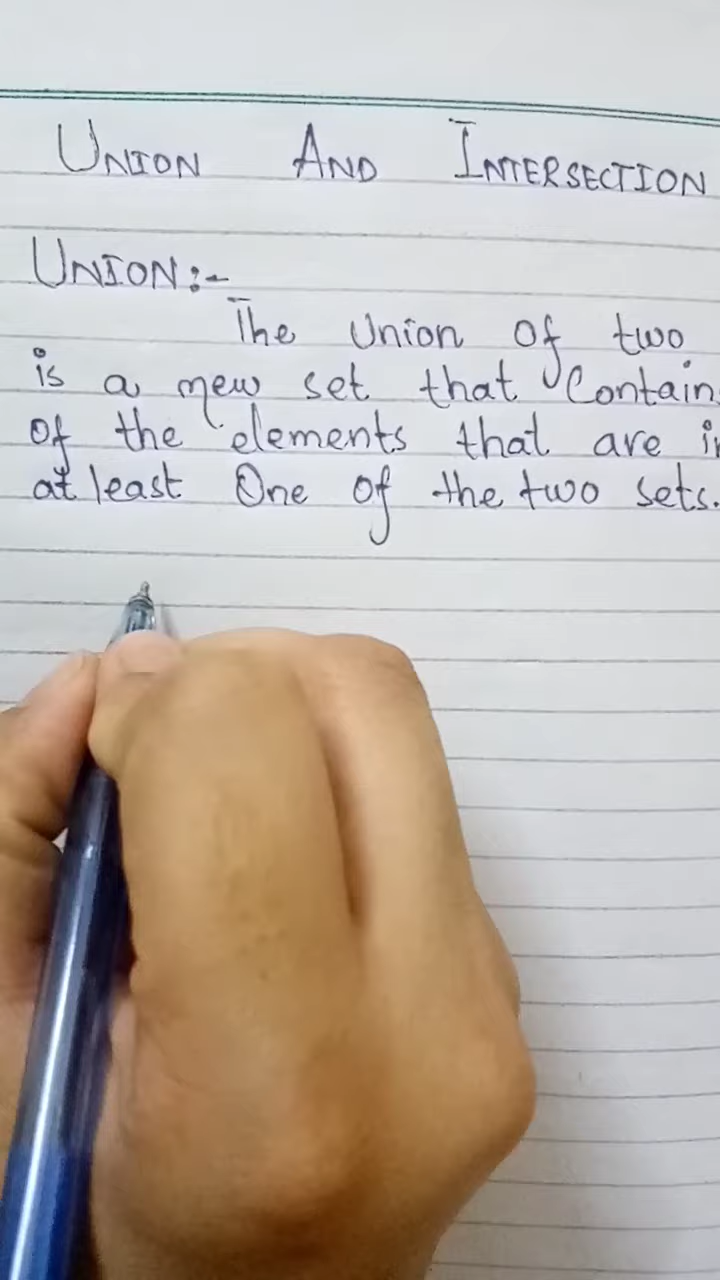 UNION AND INTERSECTION
UNION:-
The Union of two
is a new set that Contain
of the elements that are in
at least One of the two sets.